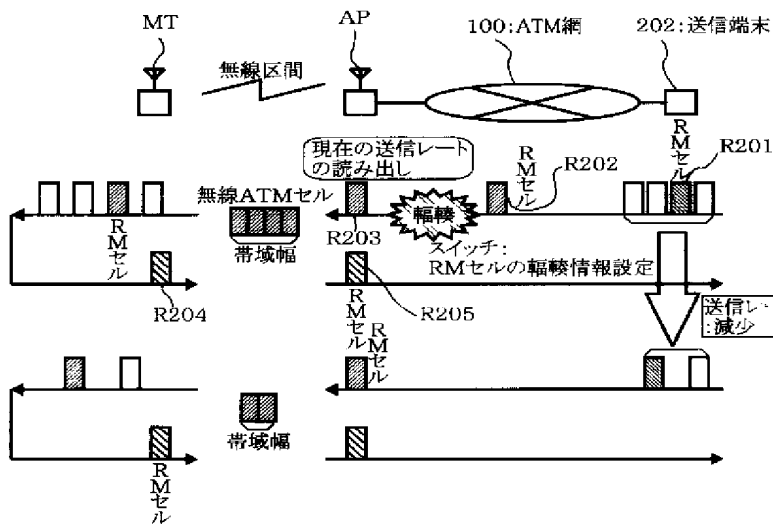 MT
AP
100:ATM網
202:送信端末
無線区間
現在の送信レート
の読み出し
RMセル
RMセル
R201
R202
無線ATMセル
R203
輻輳
帯域幅
RMセル
スイッチ:
RMセルの輻輳情報設定
R204
R205
RMセル
送信レート
:減少
RMセル
帯域幅
RMセル